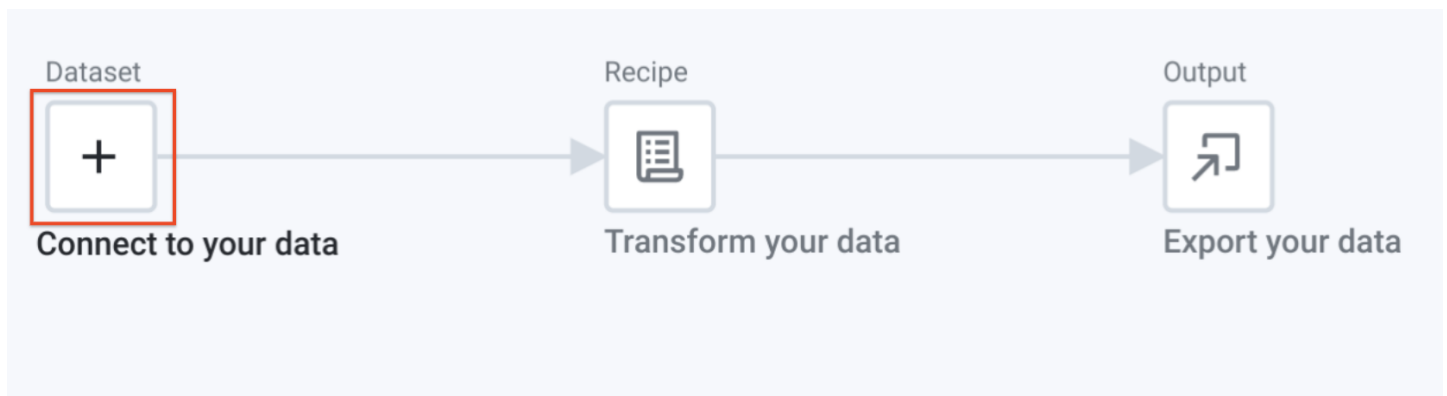 Dataset
Recipe
Output
Connect to your data
Transform your data
Export your data